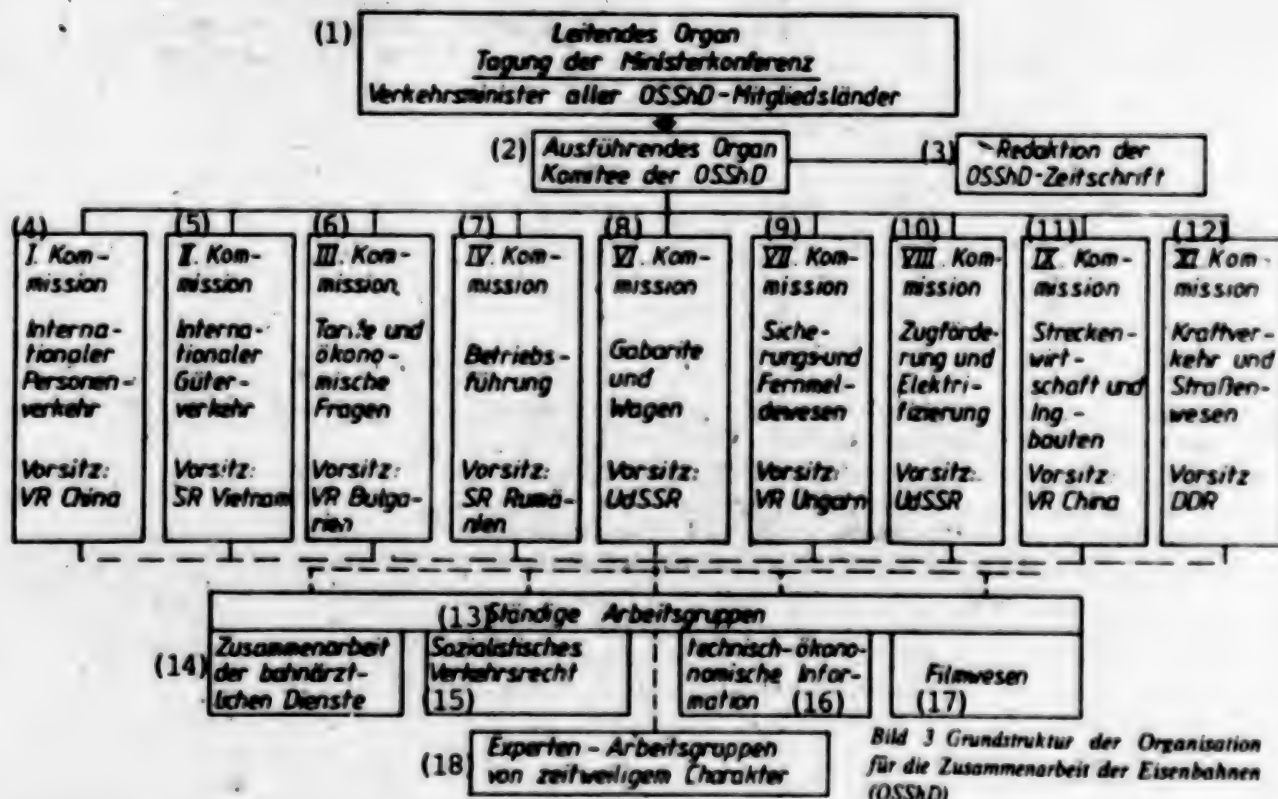 (1)
Leitendes Organ
Tagung der Ministerkonferenz
Verkehrsminister aller OSShD-Mitgliedsländer
(2)
Ausführendes Organ
Komitee der OSShD
(3)
Redaktion der
OSShD-Zeitschrift
(4)
I. Kom-
mission
Interna-
tionaler
Personen-
verkehr
Vorsitz:
VR China
(5)
II. Kom-
mission
Interna-
tionaler
Güter-
verkehr
Vorsitz:
SR Vietnam
(6)
III. Kom-
mission
Tarife und
ökono-
mische
Fragen
Vorsitz:
VR Bulga-
rien
(7)
IV. Kom-
mission
Betriebs-
führung
Vorsitz:
SR Rumä-
nien
(8)
VI. Kom-
mission
Gabarite
und
Wagen
Vorsitz:
UdSSR
(9)
VII. Kom-
mission
Siche-
rungs-und
Fernmel-
dewesen
Vorsitz:
VR Ungarn
(10)
VIII. Kom-
mission
Zugförde-
rung und
Elektri-
fizierung
Vorsitz:
UdSSR
(11)
IX. Kom-
mission
Strecken-
wirt-
schaft und
Ing.-
bauten
Vorsitz:
VR China
(12)
XI. Kom-
mission
Kraftver-
kehr und
Straßen-
wesen
Vorsitz
DDR
(13) Ständige Arbeitsgruppen
(14)
Zusammenarbeit
der bahnärzt-
lichen Dienste
Sozialistisches
Verkehrsrecht
(15)
technisch-ökono-
nomische Infor-
mation (16)
Filmwesen
(17)
(18)
Experten-Arbeitsgruppen
von zeitweiligem Charakter
Bild 3 Grundstruktur der Organisation
für die Zusammenarbeit der Eisenbahnen
(OSShD)